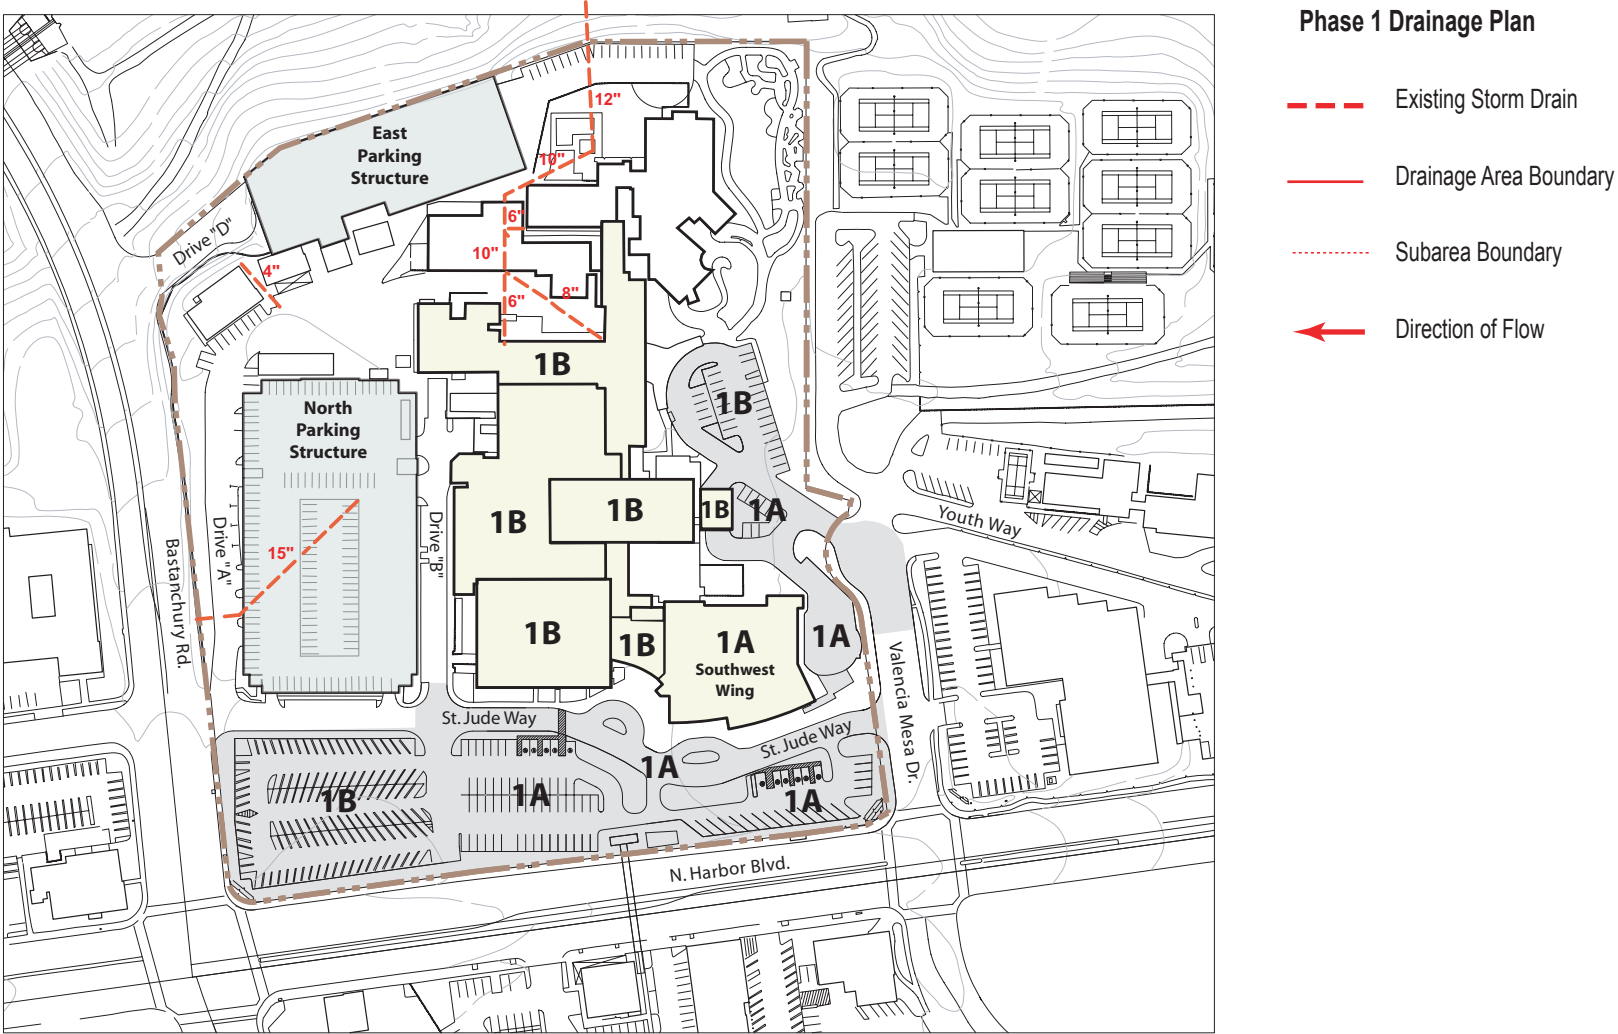 Phase 1 Drainage Plan
Existing Storm Drain
Drainage Area Boundary
Subarea Boundary
Direction of Flow
12"
East
Parking
Structure
10"
6"
Drive "D"
10"
4"
8"
6"
1B
1B
North
Parking
Structure
1B
1B
1B
1A
Youth Way
Drive "A"
Drive "B"
15"
Bastanchury Rd.
1B
1B
1A
Southwest
Wing
1A
Valencia Mesa Dr.
St. Jude Way
St. Jude Way
1A
1B
1A
1A
N. Harbor Blvd.